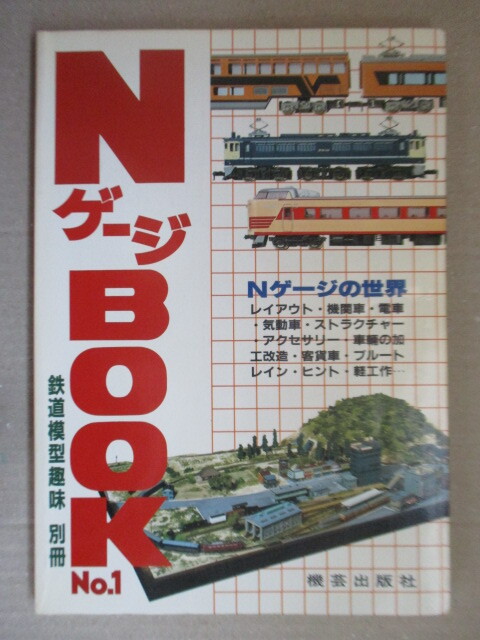 Nゲージ
BOOK
No.1
鉄道模型趣味 別冊
Nゲージの世界
レイアウト・機関車・電車
・気動車・ストラクチャー
・アクセサリー・車輛の加
工改造・客貨車・ブルート
レイン・ヒント・軽工作…
機芸出版社